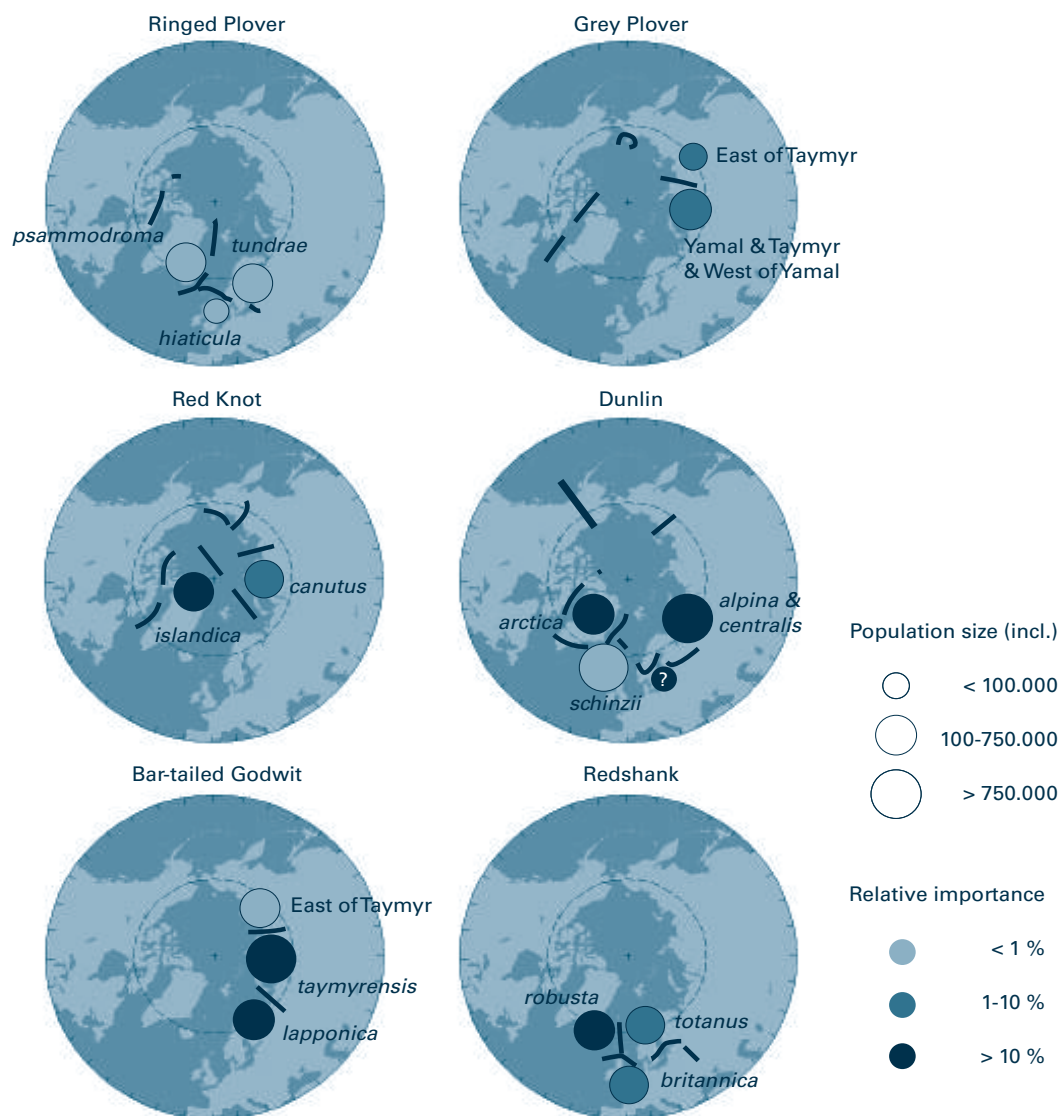 Ringed Plover
psammodroma
tundrae
hiaticula
Grey Plover
East of Taymyr
Yamal & Taymyr
& West of Yamal
Red Knot
canutus
islandica
Dunlin
arctica
alpina &
centralis
?
schinzii
Bar-tailed Godwit
East of Taymyr
taymyrensis
lapponica
Redshank
robusta
totanus
britannica
Population size (incl.)
< 100.000
100-750.000
> 750.000
Relative importance
< 1 %
1-10 %
> 10 %